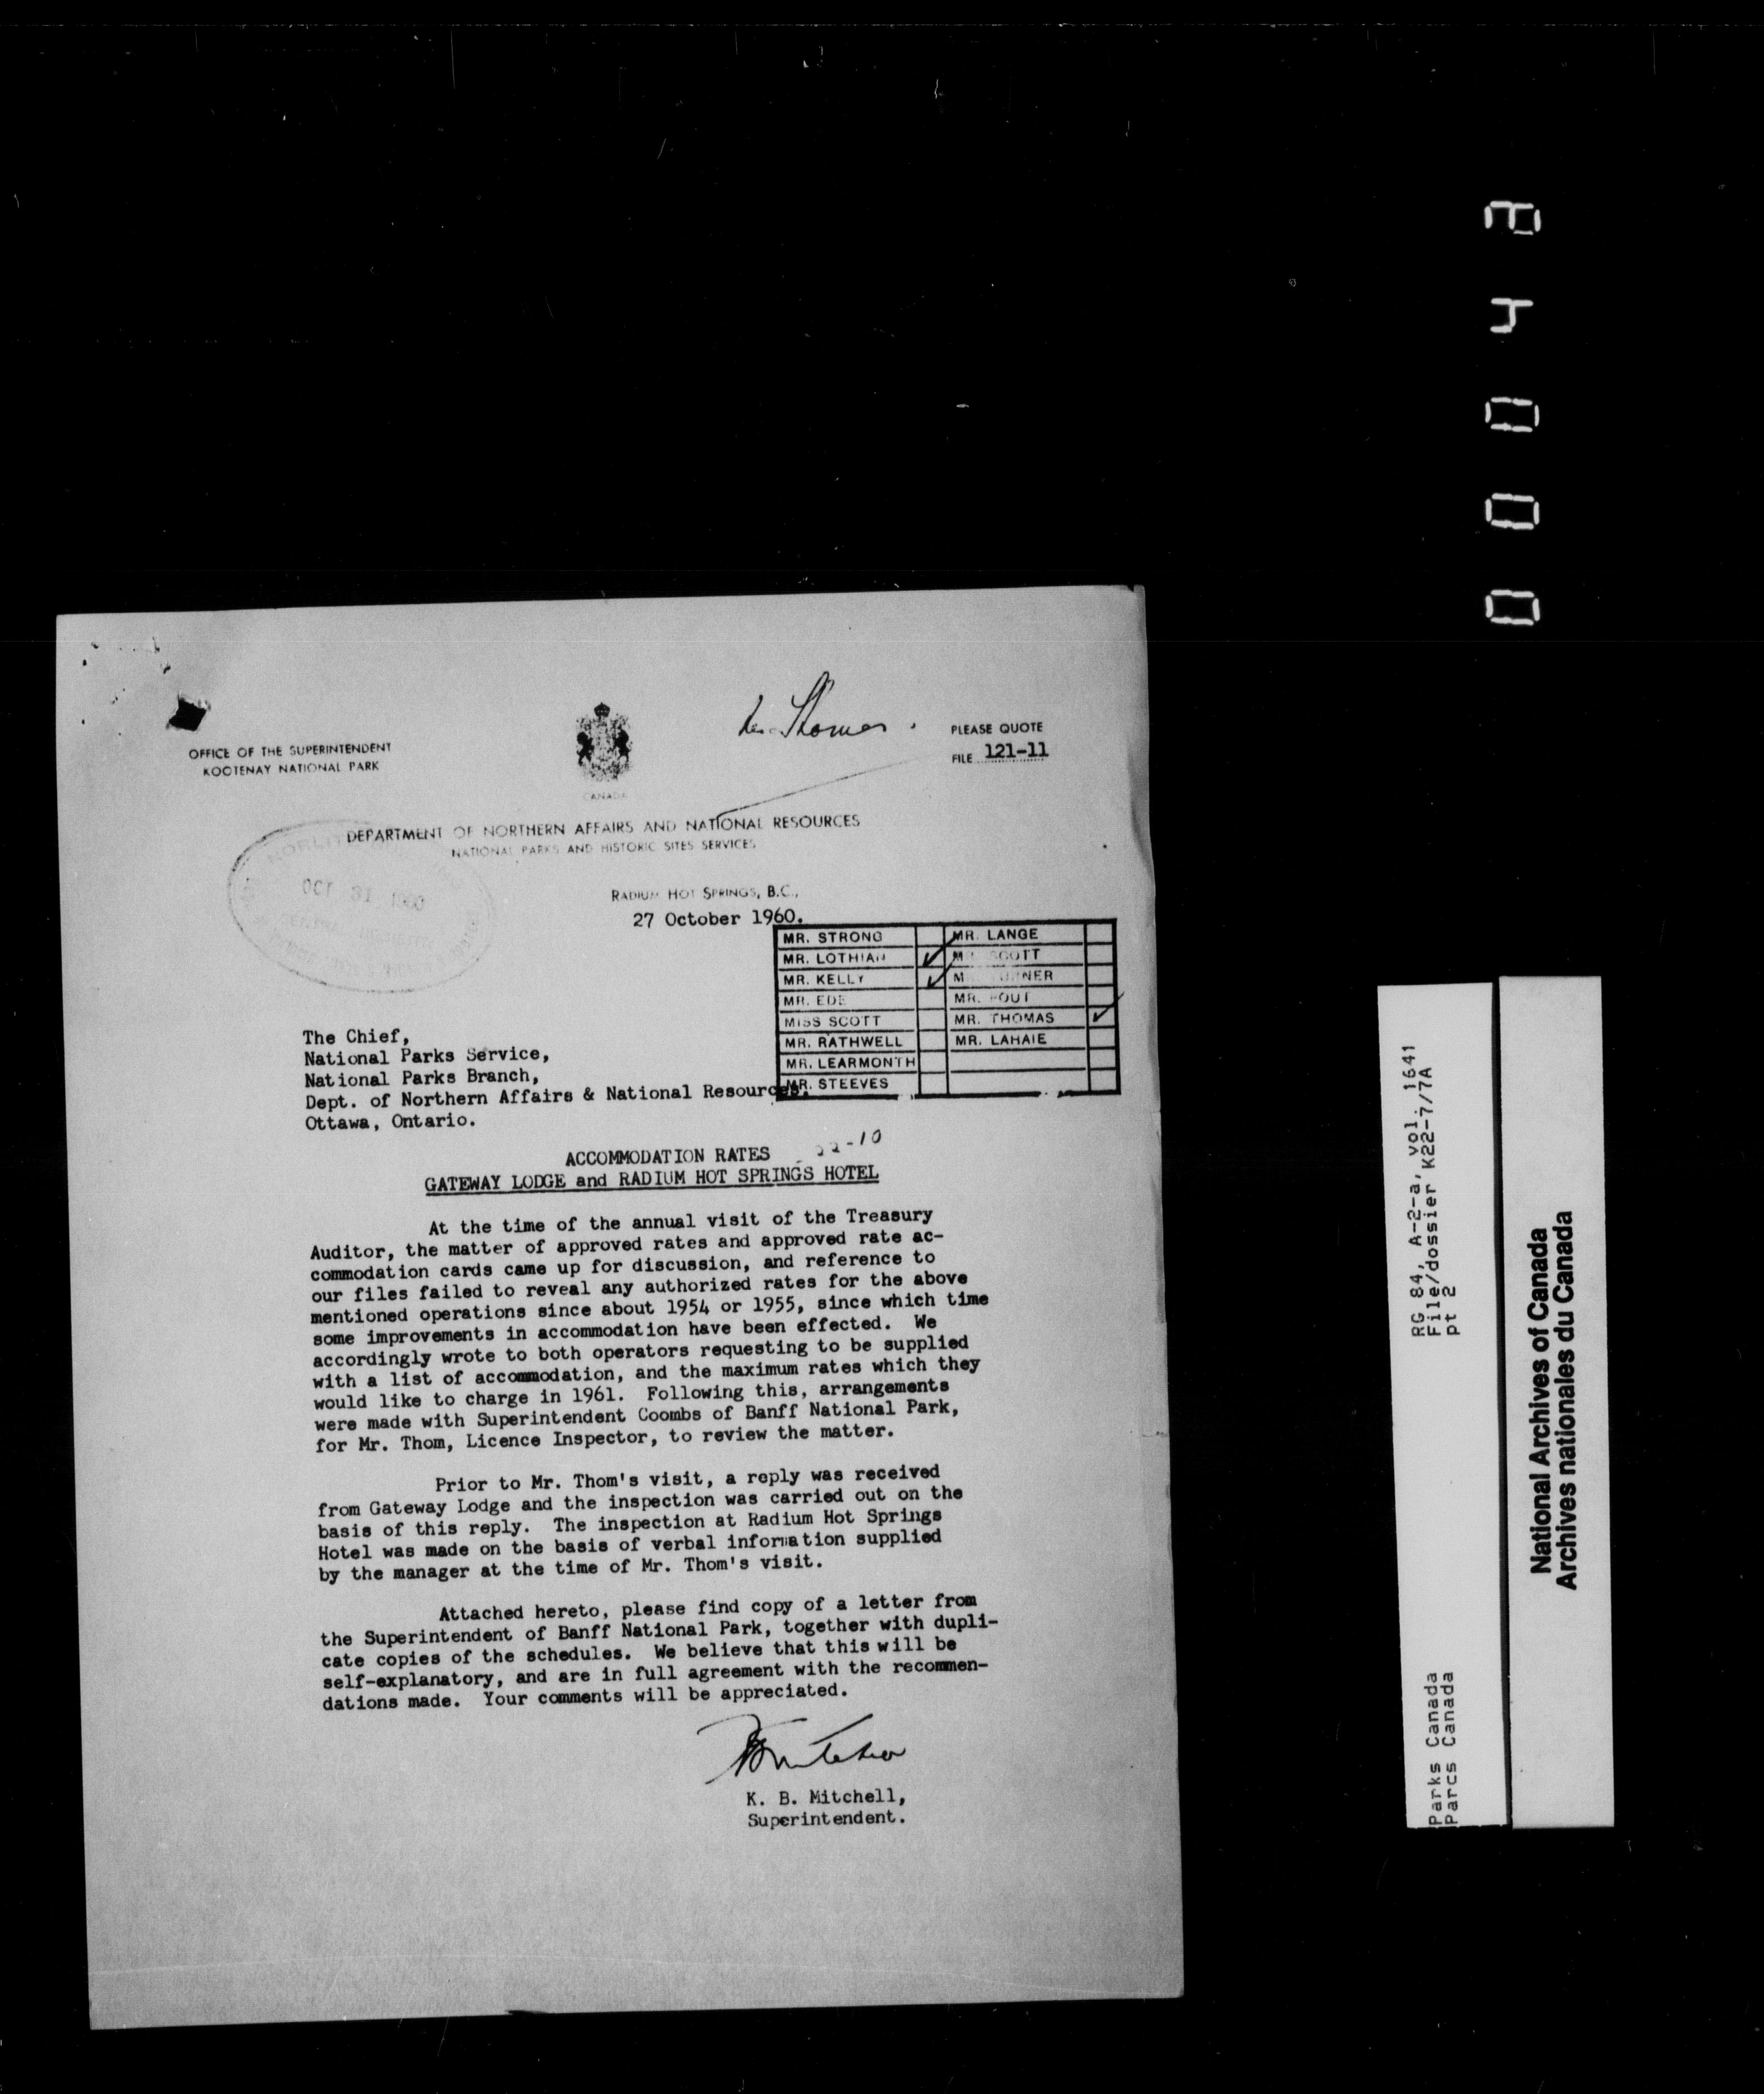 Mr. Thomas.
PLEASE QUOTE
FILE 121-11
OFFICE OF THE SUPERINTENDENT
KOOTENAY NATIONAL PARK
CANADA
DEPARTMENT OF NORTHERN AFFAIRS AND NATIONAL RESOURCES
NATIONAL PARKS AND HISTORIC SITES SERVICES
OCT 31 1960
RADIUM HOT SPRINGS, B.C.,
27 October 1960.
MR. STRONG MR. LANGE
MR. LOTHIAN SCOTT
MR. KELLY
MR. EDE MR.
MISS SCOTT MR. THOMAS
MR. RATHWELL MR. LAHAIE
MR. LEARMONTH
MR. STEEVES
The Chief,
National Parks Service,
National Parks Branch,
Dept. of Northern Affairs & National Resources,
Ottawa, Ontario.
ACCOMMODATION RATES
GATEWAY LODGE and RADIUM HOT SPRINGS HOTEL
At the time of the annual visit of the Treasury
Auditor, the matter of approved rates and approved rate ac-
commodation cards came up for discussion, and reference to
our files failed to reveal any authorized rates for the above
mentioned operations since about 1954 or 1955, since which time
some improvements in accommodation have been effected. We
accordingly wrote to both operators requesting to be supplied
with a list of accommodation, and the maximum rates which they
would like to charge in 1961. Following this, arrangements
were made with Superintendent Coombs of Banff National Park,
for Mr. Thom, Licence Inspector, to review the matter.
Prior to Mr. Thom's visit, a reply was received
from Gateway Lodge and the inspection was carried out on the
basis of this reply. The inspection at Radium Hot Springs
Hotel was made on the basis of verbal information supplied
by the manager at the time of Mr. Thom's visit.
Attached hereto, please find copy of a letter from
the Superintendent of Banff National Park, together with dupli-
cate copies of the schedules. We believe that this will be
self-explanatory, and are in full agreement with the recommen-
dations made. Your comments will be appreciated.
K. B. Mitchell,
Superintendent.
RG 84, A-2-a, vol. 1641
File/dossier K22-7/7A
pt 2
Parks Canada
Parcs Canada
National Archives of Canada
Archives nationales du Canada